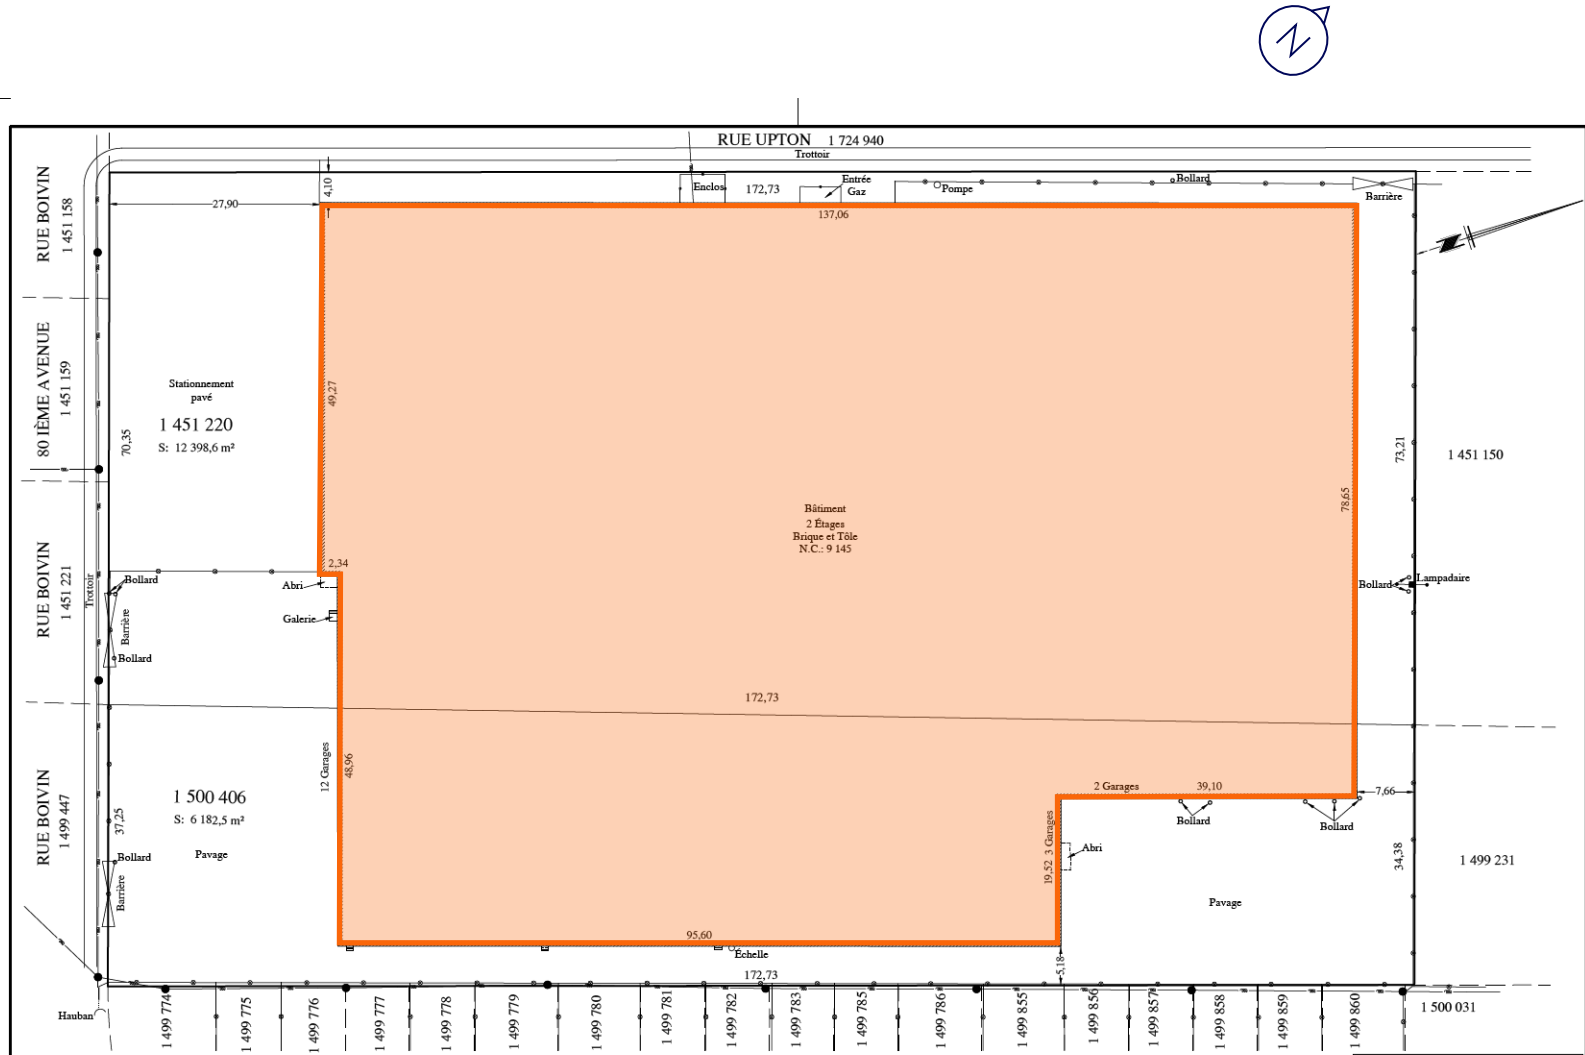 N
RUE UPTON 1 724 940
Trottoir
4,10
Enclos
172,73
Entrée
Gaz
Pompe
Bollard
Barrière
27,90
137,06
RUE BOIVIN
1 451 158
80 IÈME AVENUE
1 451 159
RUE BOIVIN
1 451 221
Trottoir
RUE BOIVIN
1 499 447
Stationnement
pavé
1 451 220
S: 12 398,6 m²
70,35
49,27
73,21
1 451 150
78,65
Bâtiment
2 Étages
Brique et Tôle
N.C.: 9 145
2,34
Abri
Galerie
Bollard
Barrière
Bollard
Bollard
Lampadaire
172,73
12 Garages
48,96
1 500 406
S: 6 182,5 m²
37,25
Pavage
Bollard
Barrière
2 Garages
39,10
7,66
Bollard
Bollard
19,52 3 Garages
Abri
34,38
1 499 231
Pavage
95,60
Échelle
5,18
172,73
Hauban
1 499 774
1 499 775
1 499 776
1 499 777
1 499 778
1 499 779
1 499 780
1 499 781
1 499 782
1 499 783
1 499 785
1 499 786
1 499 855
1 499 856
1 499 857
1 499 858
1 499 859
1 499 860
1 500 031